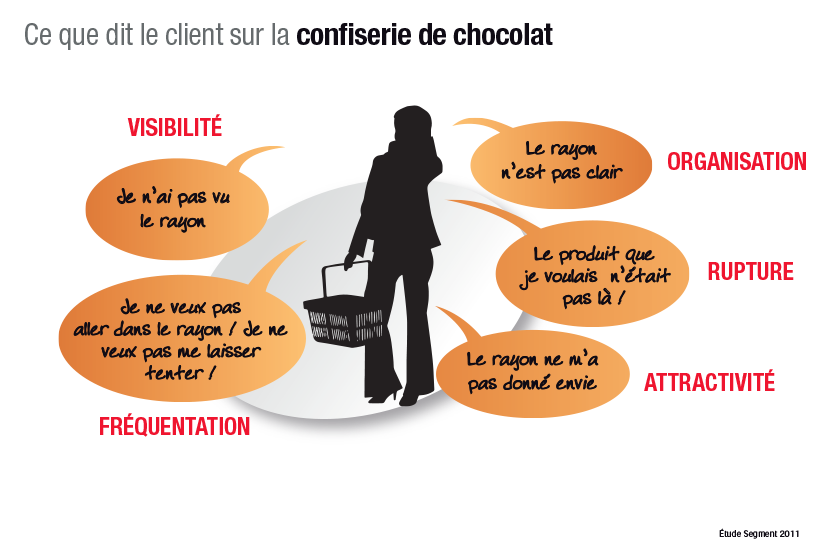 Ce que dit le client sur la confiserie de chocolat
VISIBILITÉ
Je n'ai pas vu
le rayon
Je ne veux pas
aller dans le rayon ! Je ne
veux pas me laisser
tenter !
FRÉQUENTATION
Le rayon
n'est pas clair
ORGANISATION
Le produit que
je voulais n'était
pas là !
RUPTURE
Le rayon ne m'a
pas donné envie
ATTRACTIVITÉ
Étude Segment 2011